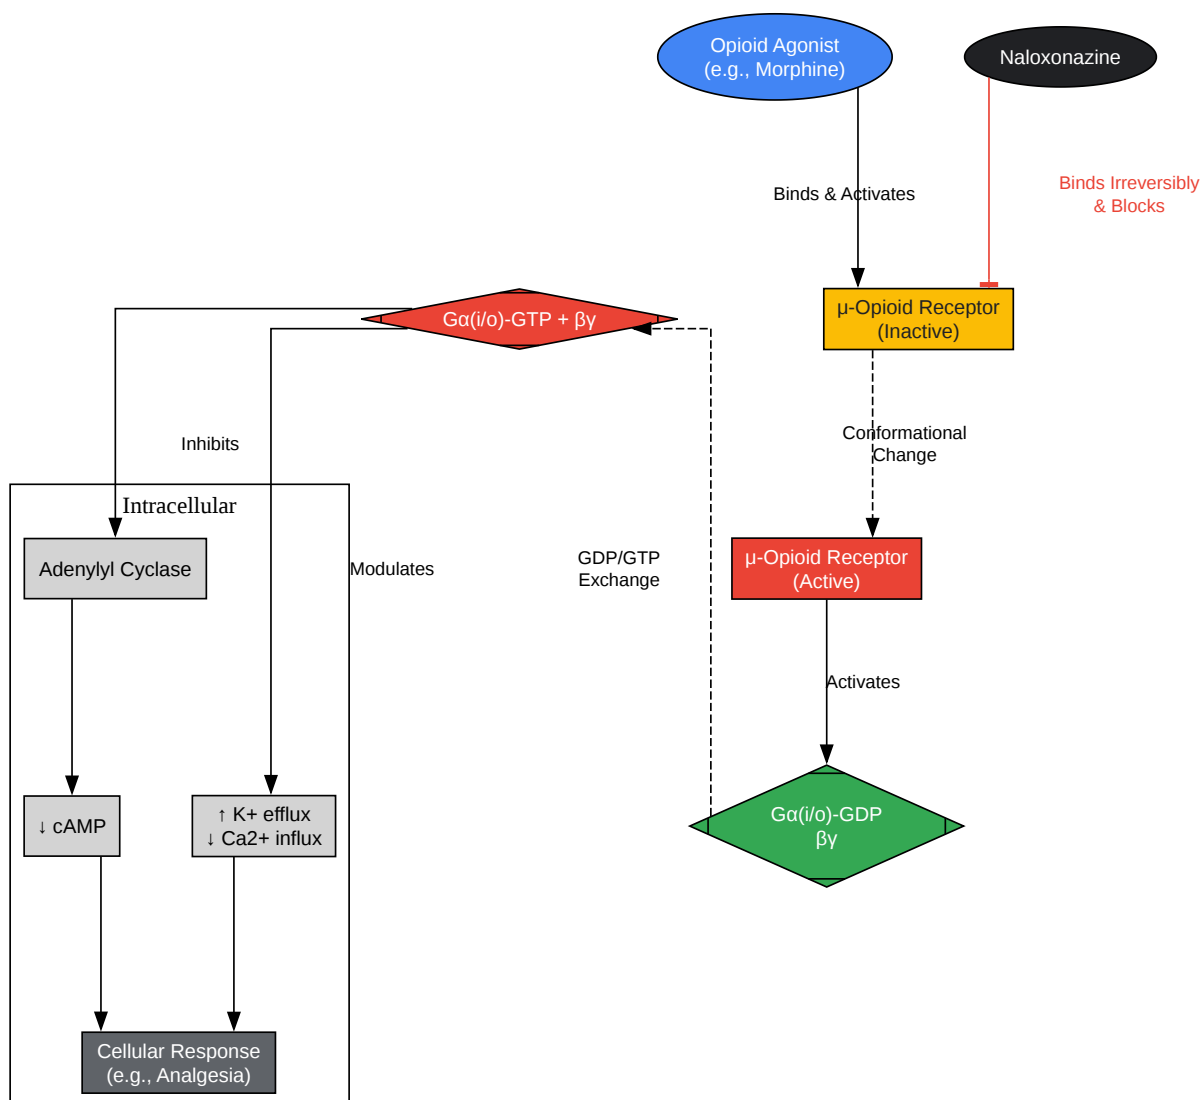 Opioid Agonist
(e.g., Morphine)
Naloxonazine
Binds & Activates
Binds Irreversibly
& Blocks
Gα(i/o)-GTP + βγ
μ-Opioid Receptor
(Inactive)
Inhibits
Conformational
Change
Intracellular
Adenylyl Cyclase
Modulates
GDP/GTP
Exchange
μ-Opioid Receptor
(Active)
Activates
↓ cAMP
↑ K+ efflux
↓ Ca2+ influx
Gα(i/o)-GDP
βγ
Cellular Response
(e.g., Analgesia)